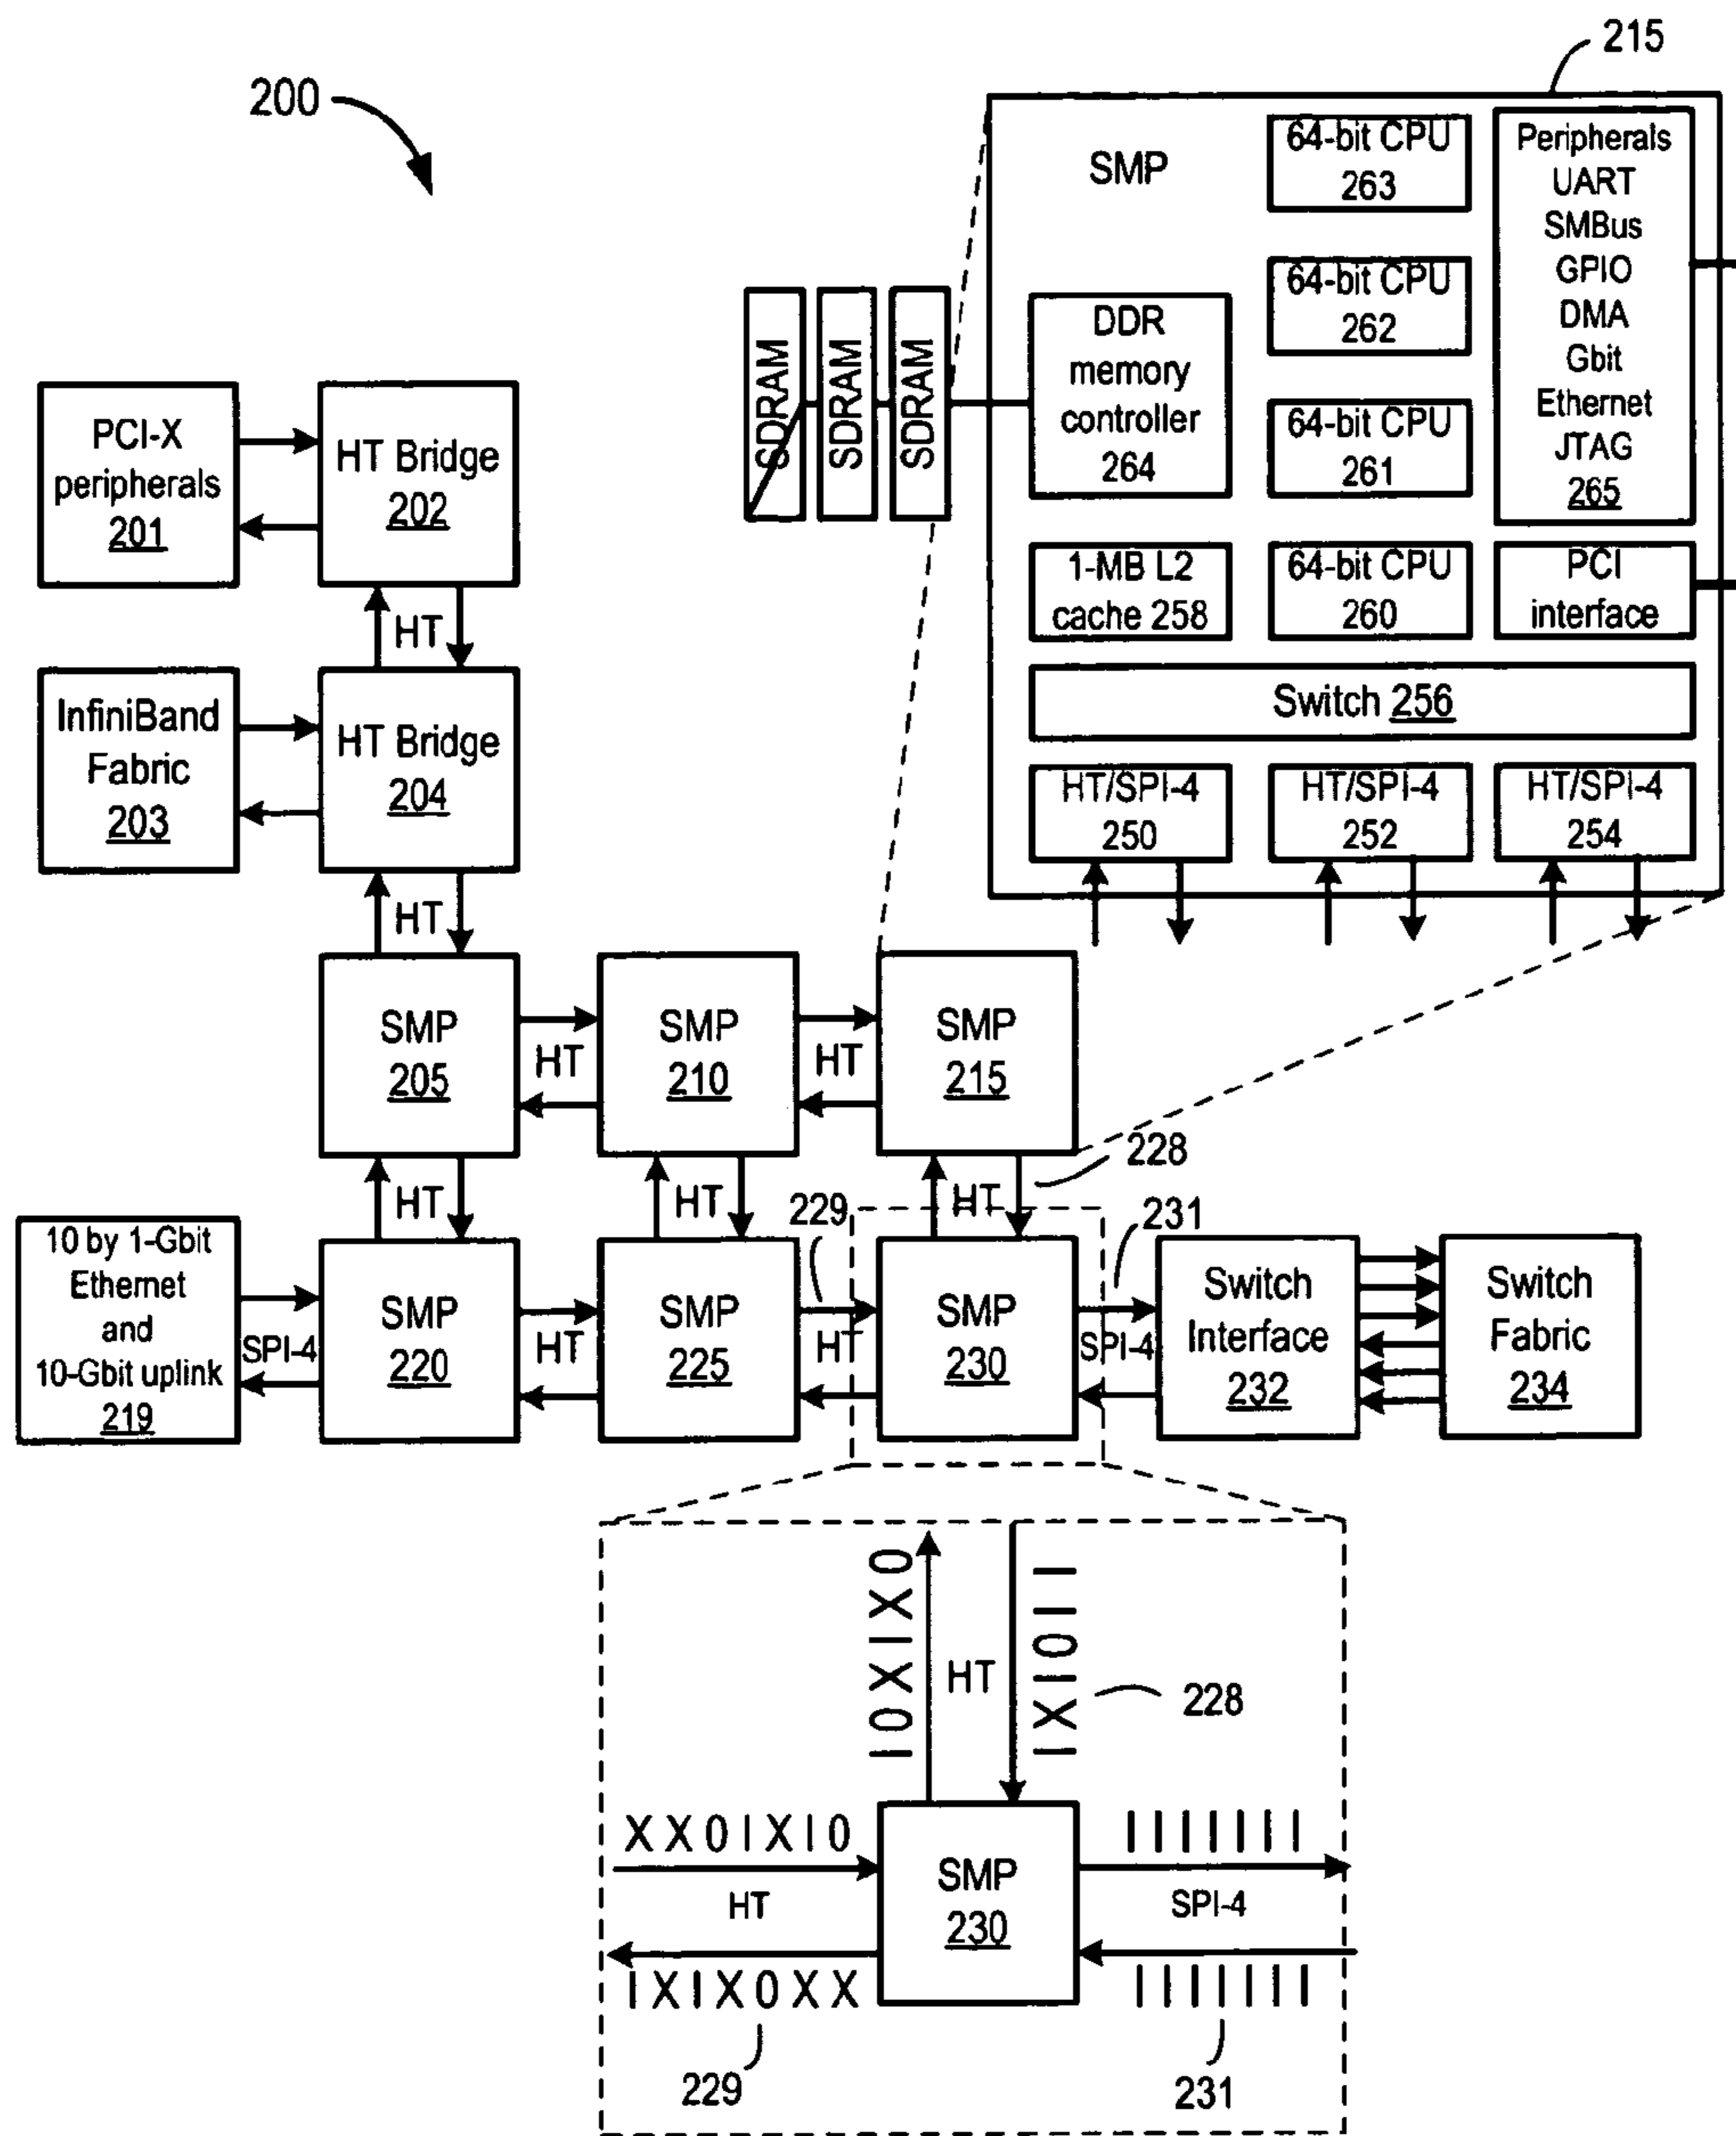 200
215
SMP
64-bit CPU
263
64-bit CPU
262
64-bit CPU
261
64-bit CPU
260
Peripherals
UART
SMBus
GPIO
DMA
Gbit
Ethernet
JTAG
265
PCI
interface
SDRAM
SDRAM
SDRAM
DDR
memory
controller
264
1-MB L2
cache 258
Switch 256
HT/SPI-4
250
HT/SPI-4
252
HT/SPI-4
254
PCI-X
peripherals
201
HT Bridge
202
HT
InfiniBand
Fabric
203
HT Bridge
204
HT
SMP
205
HT
SMP
210
HT
SMP
215
HT
HT
HT
228
229
231
10 by 1-Gbit
Ethernet
and
10-Gbit uplink
219
SPI-4
SMP
220
HT
SMP
225
HT
SMP
230
SPI-4
Switch
Interface
232
Switch
Fabric
234
I O X I X O
HT
I X I O I I
228
X X O I X I O
HT
I X I X O X X
229
SMP
230
I I I I I I I
SPI-4
I I I I I I I
231